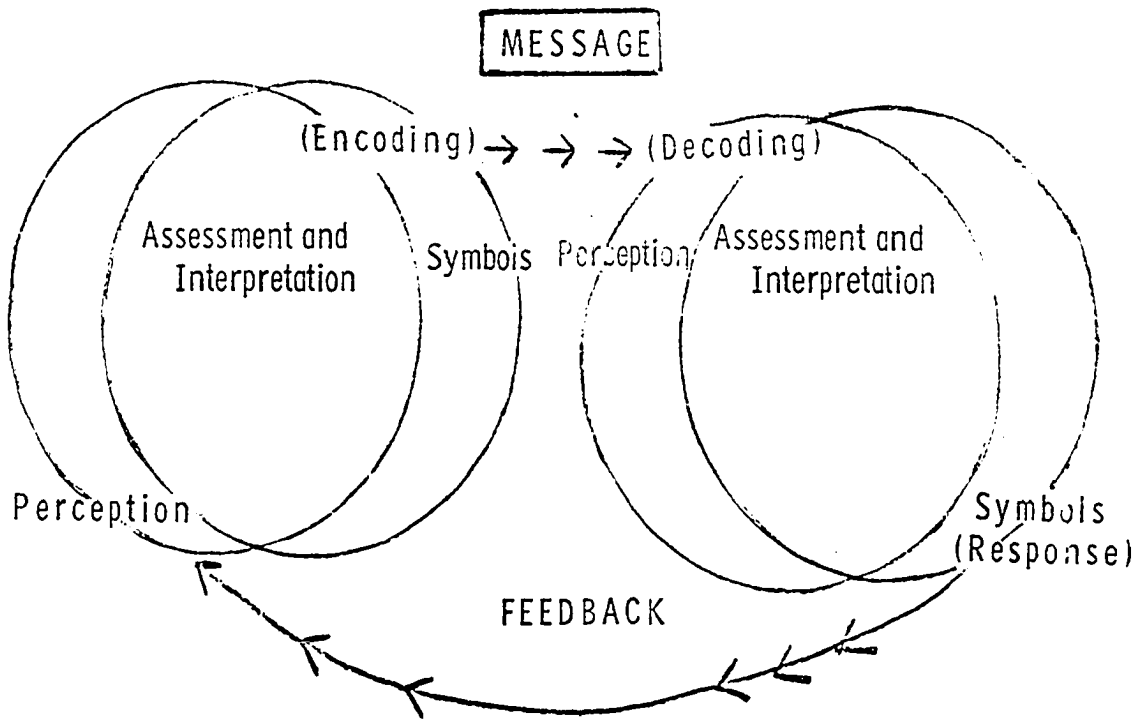 MESSAGE
(Encoding)
(Decoding)
Assessment and
Interpretation
Symbols
Perception
Assessment and
Interpretation
Perception
Symbols
(Response)
FEEDBACK